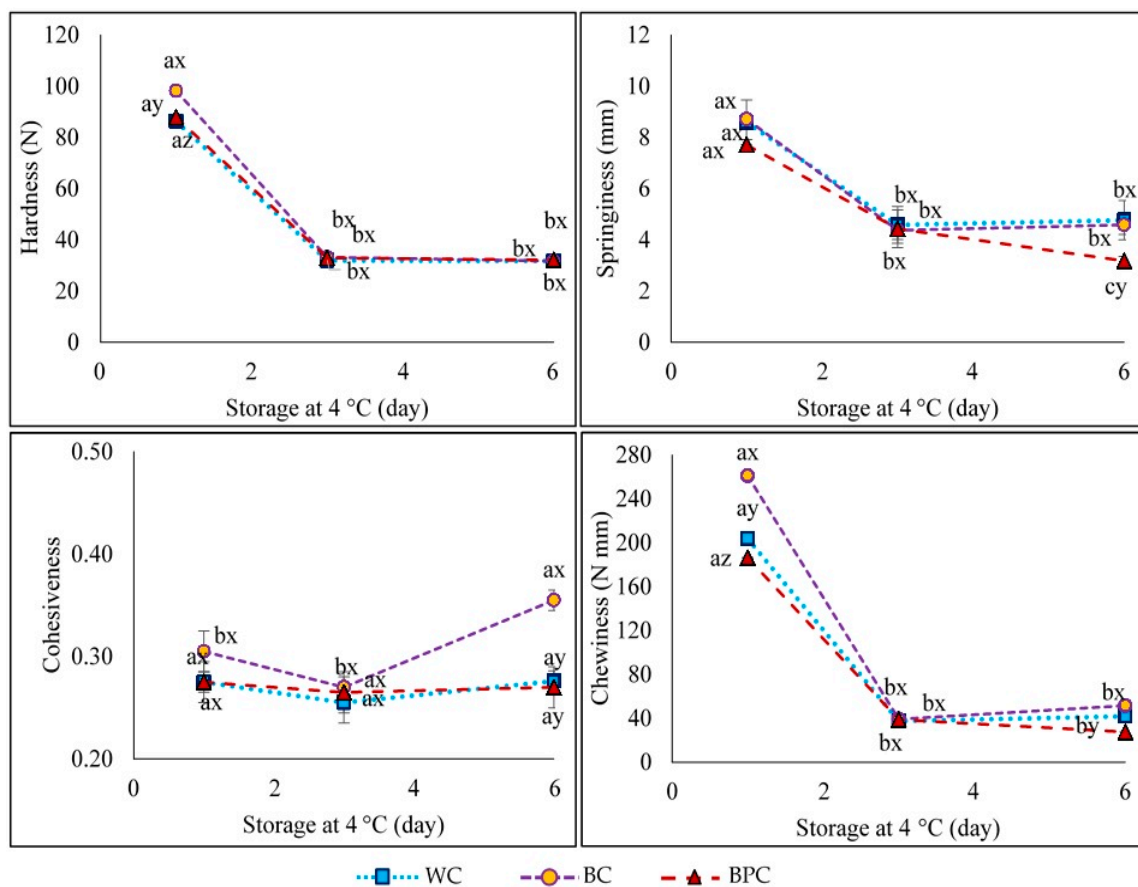 120
100
80
60
40
20
0
Hardness (N)
ax
ay
az
bx
bx
bx
bx
bx
bx
0 2 4 6
Storage at 4 °C (day)
12
10
8
6
4
2
0
Springiness (mm)
ax
ax
ax
bx
bx
bx
bx
bx
cy
0 2 4 6
Storage at 4 °C (day)
0.50
0.40
0.30
0.20
Cohesiveness
bx
ax
ax
bx
ax
ax
ax
ay
ay
0 2 4 6
Storage at 4 °C (day)
280
240
200
160
120
80
40
0
Chewiness (N mm)
ax
ay
az
bx
bx
bx
bx
by
0 2 4 6
Storage at 4 °C (day)
WC BC BPC